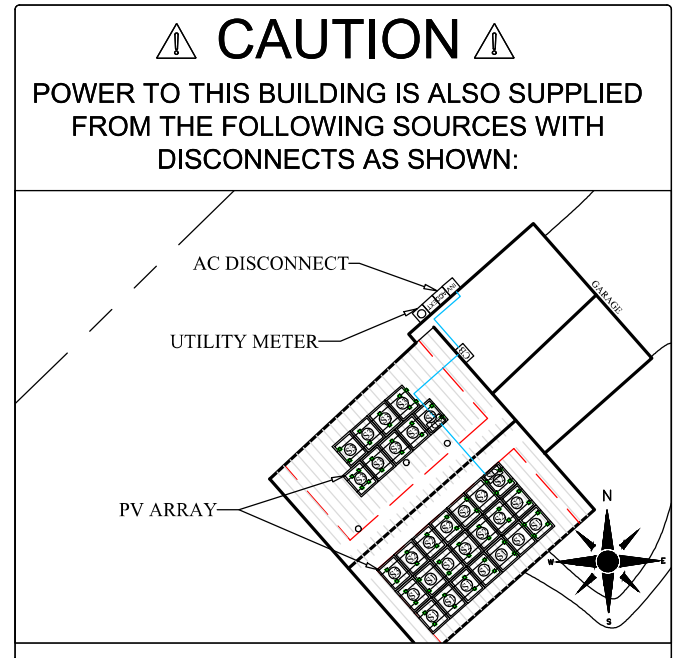 CAUTION
POWER TO THIS BUILDING IS ALSO SUPPLIED
FROM THE FOLLOWING SOURCES WITH
DISCONNECTS AS SHOWN:
AC DISCONNECT
UTILITY METER
GARAGE
PV ARRAY
N
W
E
S